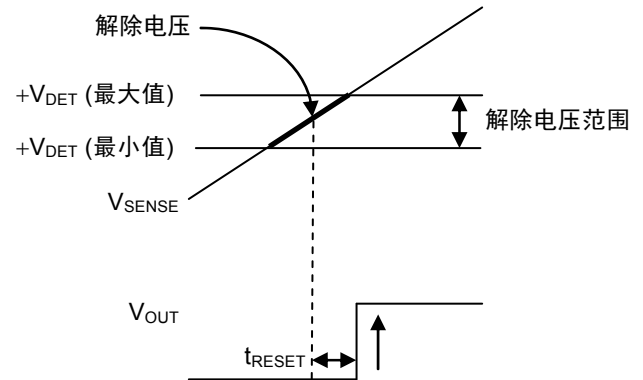 解除电压
+VDET (最大值)
+VDET (最小值)
解除电压范围
VSENSE
VOUT
tRESET